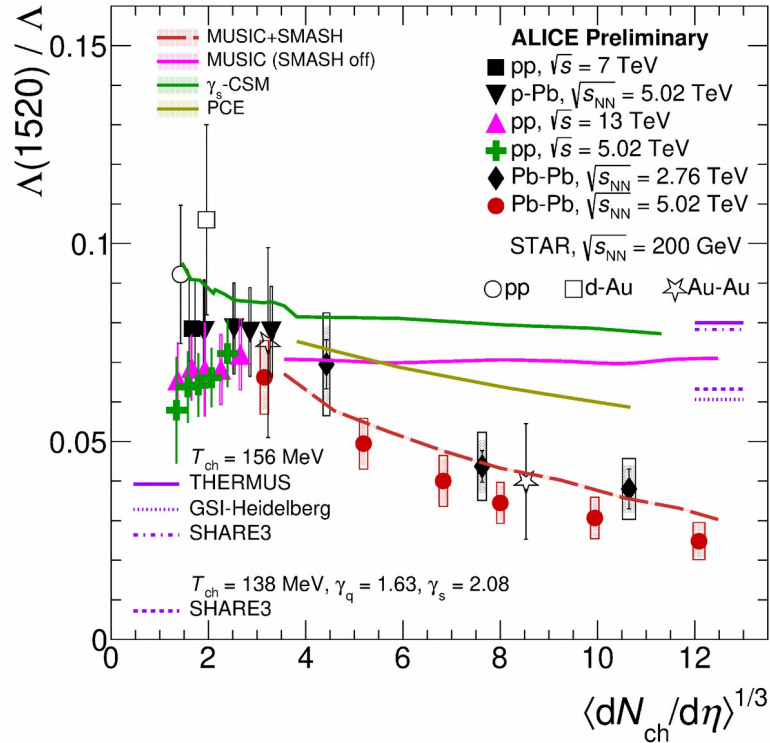 Λ(1520) / Λ
0.15
0.1
0.05
0
MUSIC+SMASH
MUSIC (SMASH off)
γs-CSM
PCE
ALICE Preliminary
pp, √s = 7 TeV
p-Pb, √sNN = 5.02 TeV
pp, √s = 13 TeV
pp, √s = 5.02 TeV
Pb-Pb, √sNN = 2.76 TeV
Pb-Pb, √sNN = 5.02 TeV
STAR, √sNN = 200 GeV
pp d-Au Au-Au
Tch = 156 MeV
THERMUS
GSI-Heidelberg
SHARE3
Tch = 138 MeV, γq = 1.63, γs = 2.08
SHARE3
0 2 4 6 8 10 12
⟨dNch/dη⟩1/3